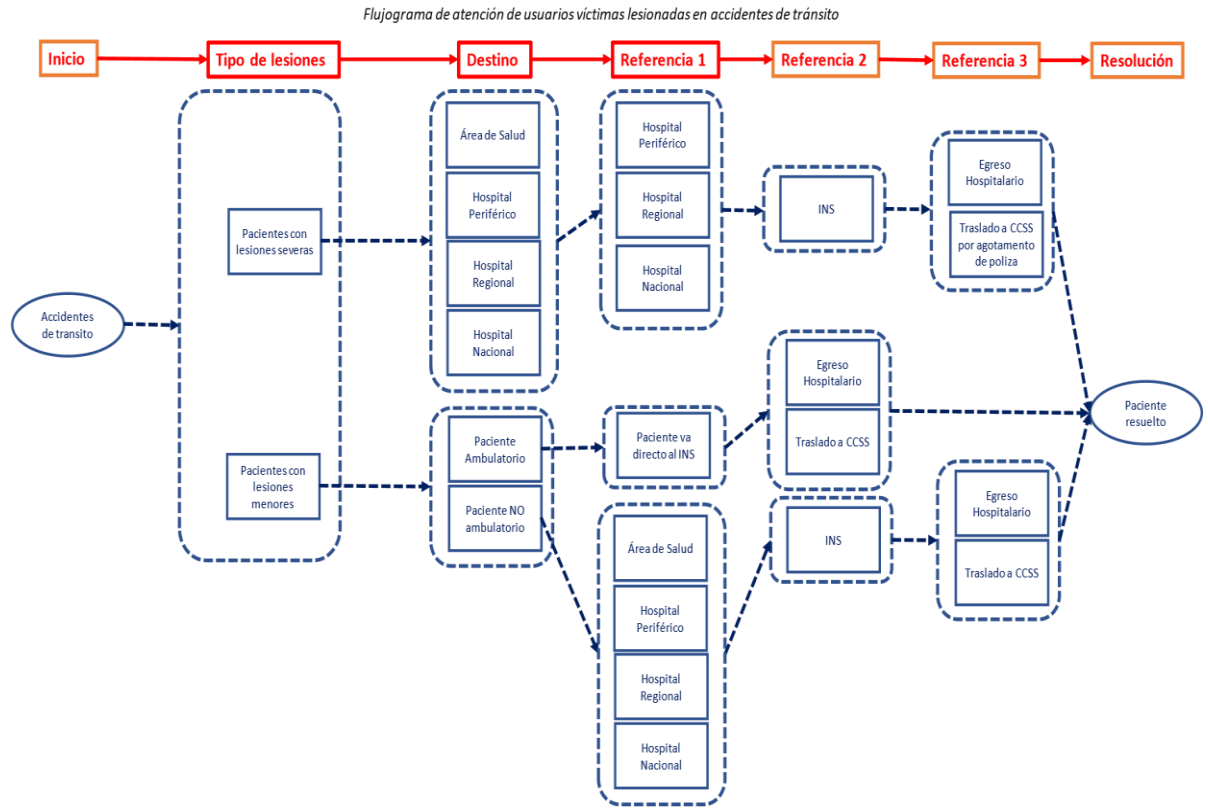 Flujograma de atención de usuarios víctimas lesionadas en accidentes de tránsito
Inicio
Tipo de lesiones
Destino
Referencia 1
Referencia 2
Referencia 3
Resolución
Accidentes
de transito
Pacientes con
lesiones severas
Área de Salud
Hospital
Periférico
Hospital
Regional
Hospital
Nacional
Hospital
Periférico
Hospital
Regional
Hospital
Nacional
INS
Egreso
Hospitalario
Traslado a CCSS
por agotamento
de poliza
Pacientes con
lesiones
menores
Paciente
Ambulatorio
Paciente NO
ambulatorio
Paciente va
directo al INS
Egreso
Hospitalario
Traslado a CCSS
Área de Salud
Hospital
Periférico
Hospital
Regional
Hospital
Nacional
INS
Egreso
Hospitalario
Traslado a CCSS
Paciente
resuelto